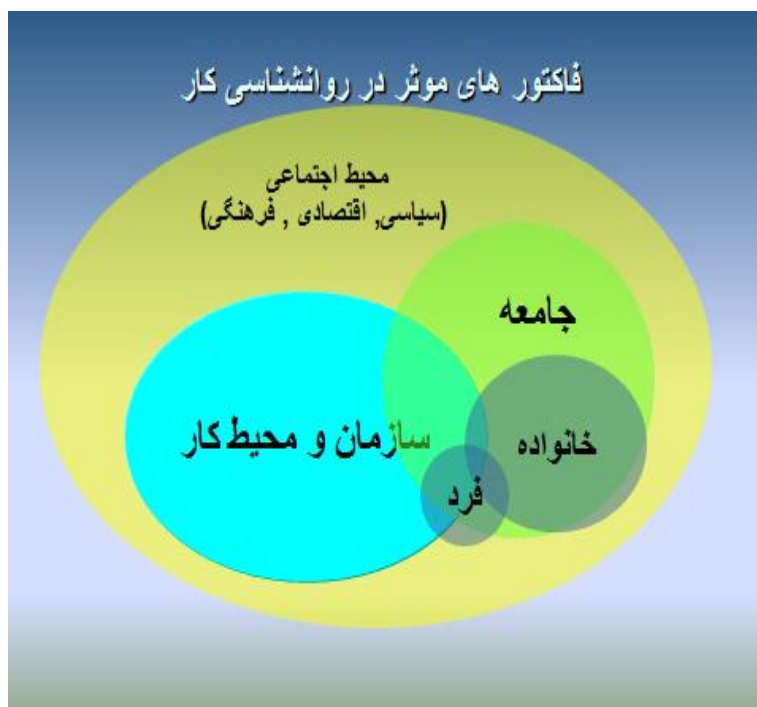 فاکتور های موثر در روانشناسی کار
محیط اجتماعی
(سیاسی, اقتصادی , فرهنگی)
جامعه
سازمان و محیط کار
خانواده
فرد